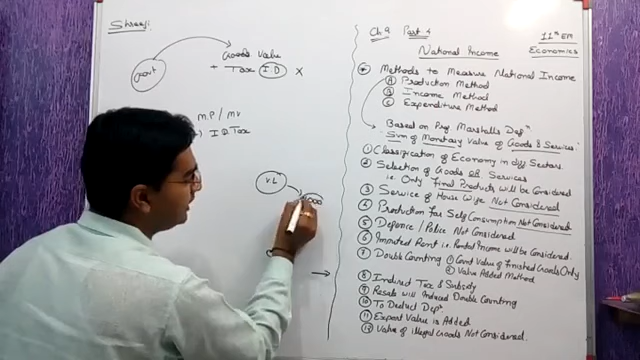 Shreeji
Goods Value
Govt
+ Tax I.D X
M.P / MV
I.D. Tax
V.L
Ch 9 Part 4
11th EM
Economics
National Income
* Methods to Measure National Income
A Production Method
B Income Method
C Expenditure Method
Based on Prof Marshall's Defn
Sum of Monetary Value of Goods & Services
1 Classification of Economy in diff Sectors
2 Selection of Goods & Services
i.e. Only Final Products will be Considered
3 Service of House Wife Not Considered
4 Production for Self Consumption Not Considered
5 Defence / Police Not Considered
6 Imputed Rent i.e. Rental Income will be Considered
7 Double Counting 1 Count Value of Finished Goods Only
2 Value Added Method
8 Indirect Tax & Subsidy
9 Resale will Induced Double Counting
10 To Deduct Depn
11 Export Value is Added
12 Value of illegal Goods Not Considered.